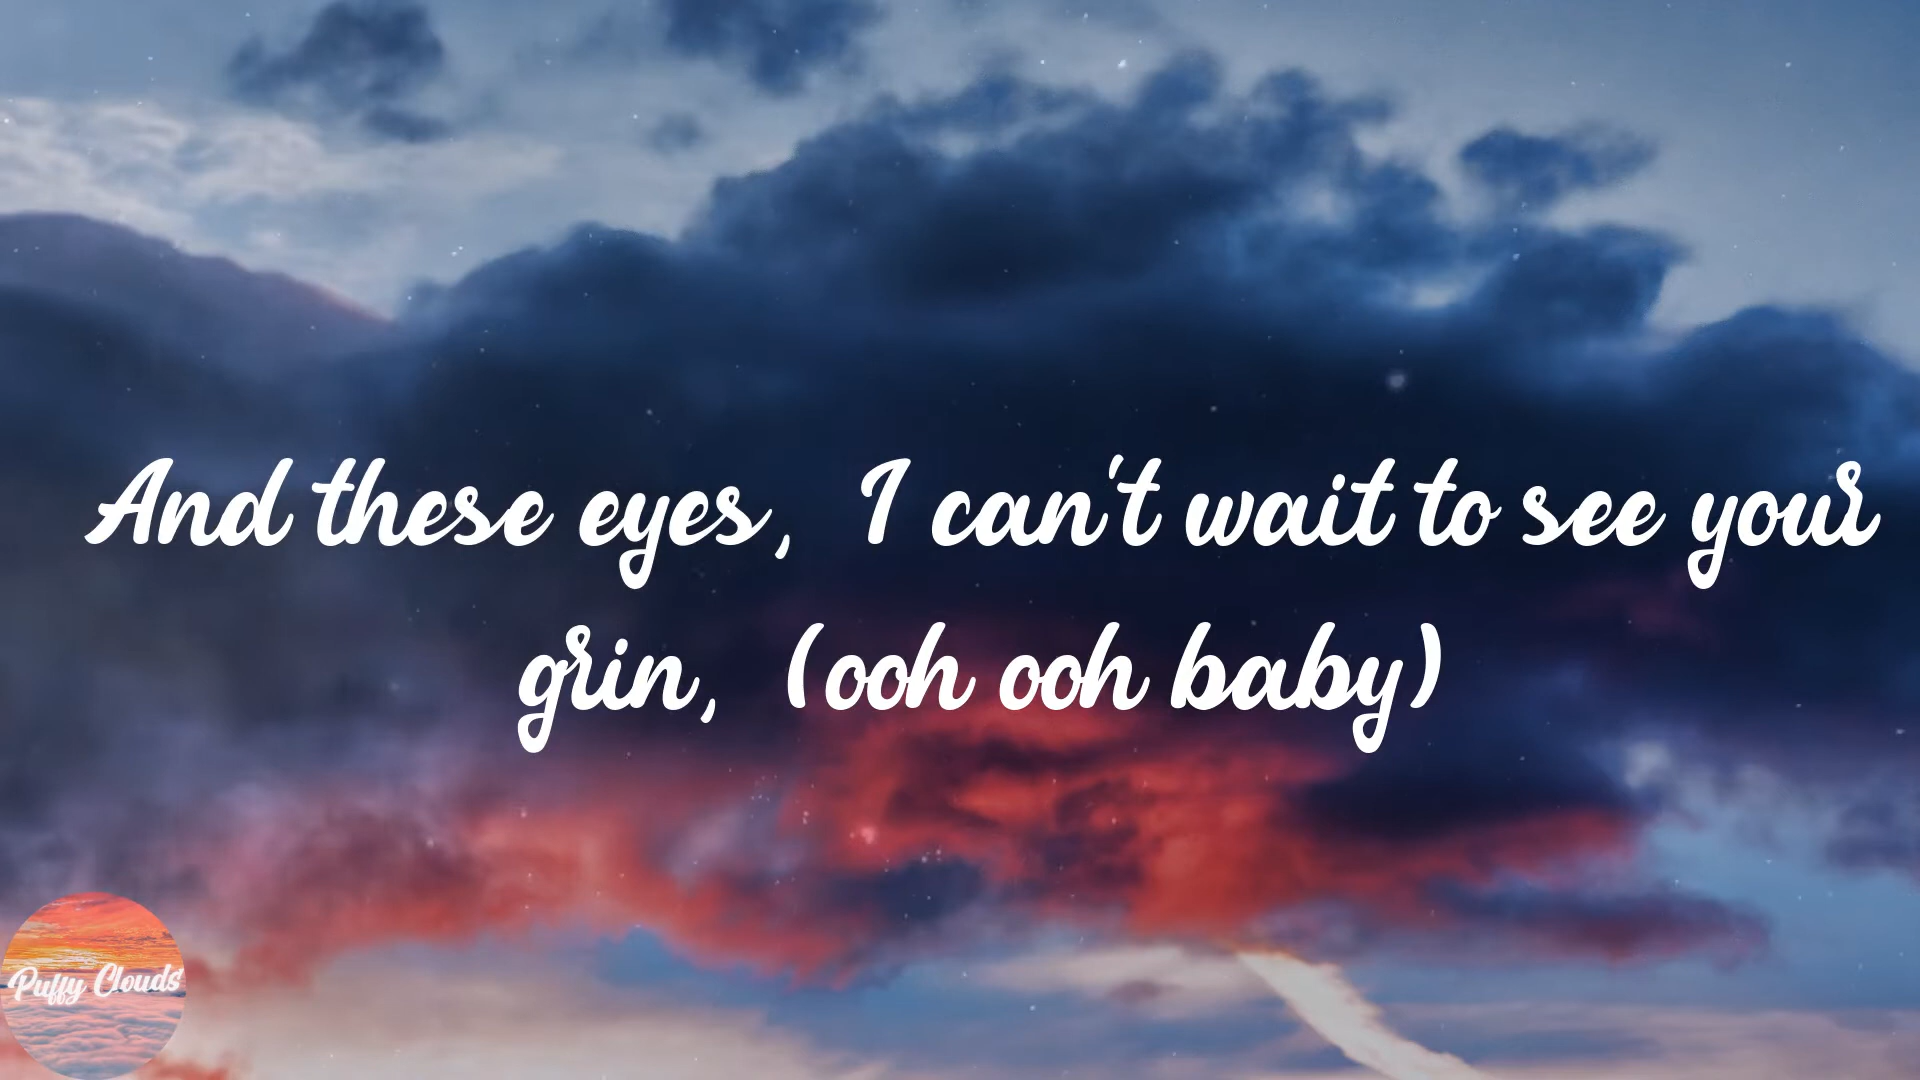 And these eyes, I can't wait to see your
grin, (ooh ooh baby)
Puffy Clouds